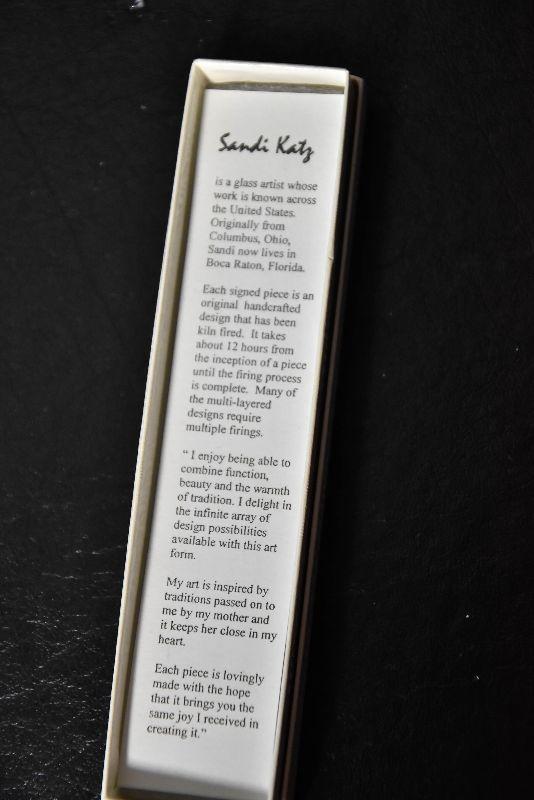 Sandi Katz
is a glass artist whose
work is known across
the United States.
Originally from
Columbus, Ohio,
Sandi now lives in
Boca Raton, Florida.
Each signed piece is an
original handcrafted
design that has been
kiln fired. It takes
about 12 hours from
the inception of a piece
until the firing process
is complete. Many of
the multi-layered
designs require
multiple firings.
" I enjoy being able to
combine function,
beauty and the warmth
of tradition. I delight in
the infinite array of
design possibilities
available with this art
form.
My art is inspired by
traditions passed on to
me by my mother and
it keeps her close in my
heart.
Each piece is lovingly
made with the hope
that it brings you the
same joy I received in
creating it."